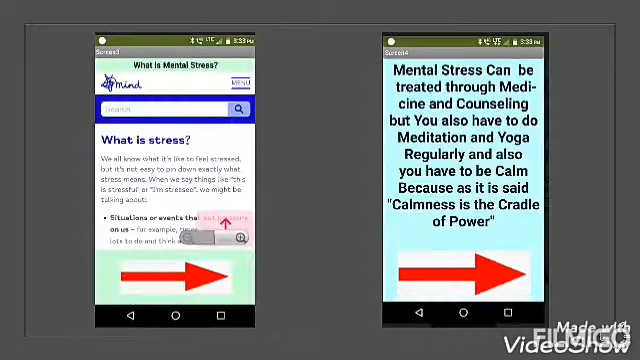 3:33 PM
Screen3
What is Mental Stress?
mind
MENU
Search
What is stress?
We all know what it's like to feel stressed,
but it's not easy to pin down exactly what
stress means. When we say things like "this
is stressful" or "I'm stressed", we might be
talking about:
• Situations or events that put pressure
on us – for example, times
lots to do and think a
3:33 PM
Screen4
Mental Stress Can be
treated through Medi-
cine and Counseling
but You also have to do
Meditation and Yoga
Regularly and also
you have to be Calm
Because as it is said
"Calmness is the Cradle
of Power"
Made with
FILMIGO
VideoShow